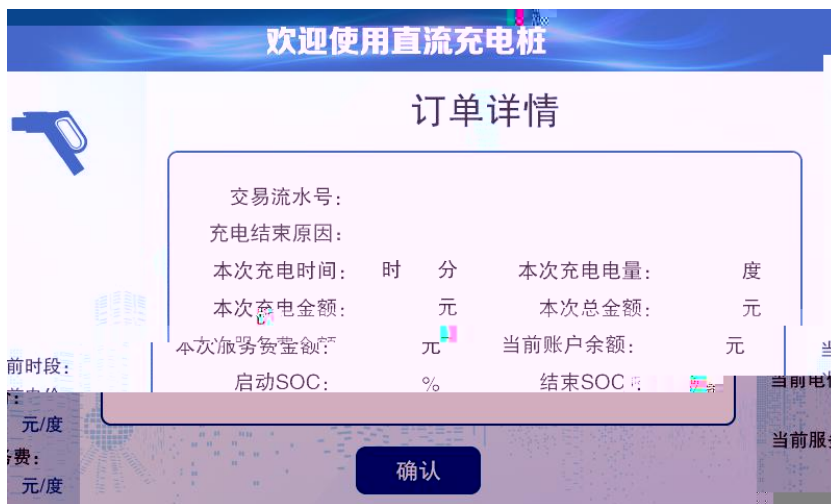 欢迎使用直流充电桩
订单详情
交易流水号:
充电结束原因:
本次充电时间: 时 分 本次充电电量: 度
本次充电金额: 元 本次总金额: 元
本次服务费金额: 元 当前账户余额: 元
前时段:
启动SOC: % 结束SOC:
元/度
当前服
费:
确认
元/度